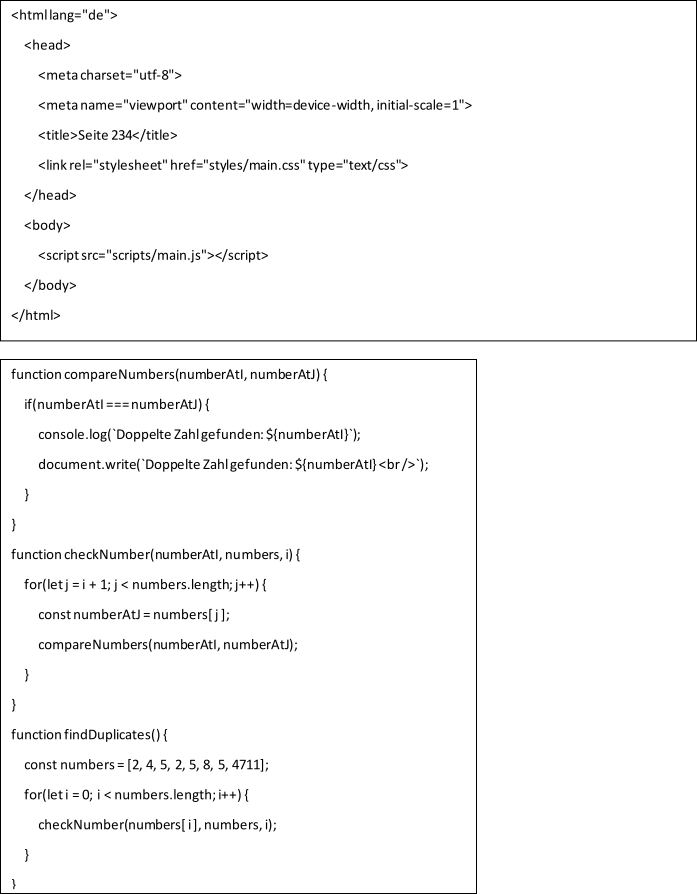 <html lang="de">
<head>
<meta charset="utf-8">
<meta name="viewport" content="width=device-width, initial-scale=1">
<title>Seite 234</title>
<link rel="stylesheet" href="styles/main.css" type="text/css">
</head>
<body>
<script src="scripts/main.js"></script>
</body>
</html>
function compareNumbers(numberAtI, numberAtJ) {
if(numberAtI === numberAtJ) {
console.log(`Doppelte Zahl gefunden: ${numberAtI}`);
document.write(`Doppelte Zahl gefunden: ${numberAtI} <br />`);
}
}
function checkNumber(numberAtI, numbers, i) {
for(let j = i + 1; j < numbers.length; j++) {
const numberAtJ = numbers[ j ];
compareNumbers(numberAtI, numberAtJ);
}
}
function findDuplicates() {
const numbers = [2, 4, 5, 2, 5, 8, 5, 4711];
for(let i = 0; i < numbers.length; i++) {
checkNumber(numbers[ i ], numbers, i);
}
}